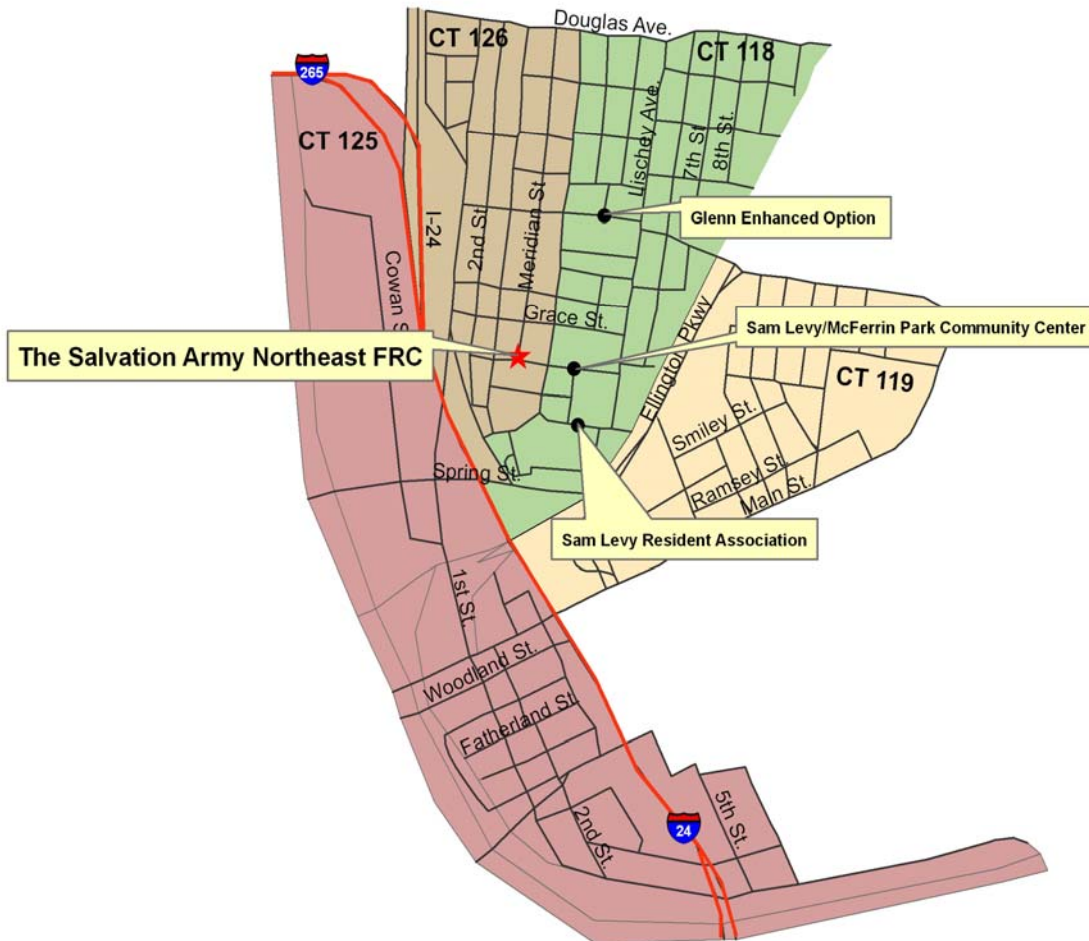 Douglas Ave.
CT 126
CT 118
265
CT 125
Lischey Ave.
7th St
8th St.
Meridian St
2nd St
I-24
Glenn Enhanced Option
Cowan S
Grace St.
Ellington Pkwy
Sam Levy/McFerrin Park Community Center
The Salvation Army Northeast FRC
CT 119
Smiley St.
Spring St.
Ramsey St.
Main St.
Sam Levy Resident Association
1st St.
Woodland St.
Fatherland St.
2nd St.
5th St.
24